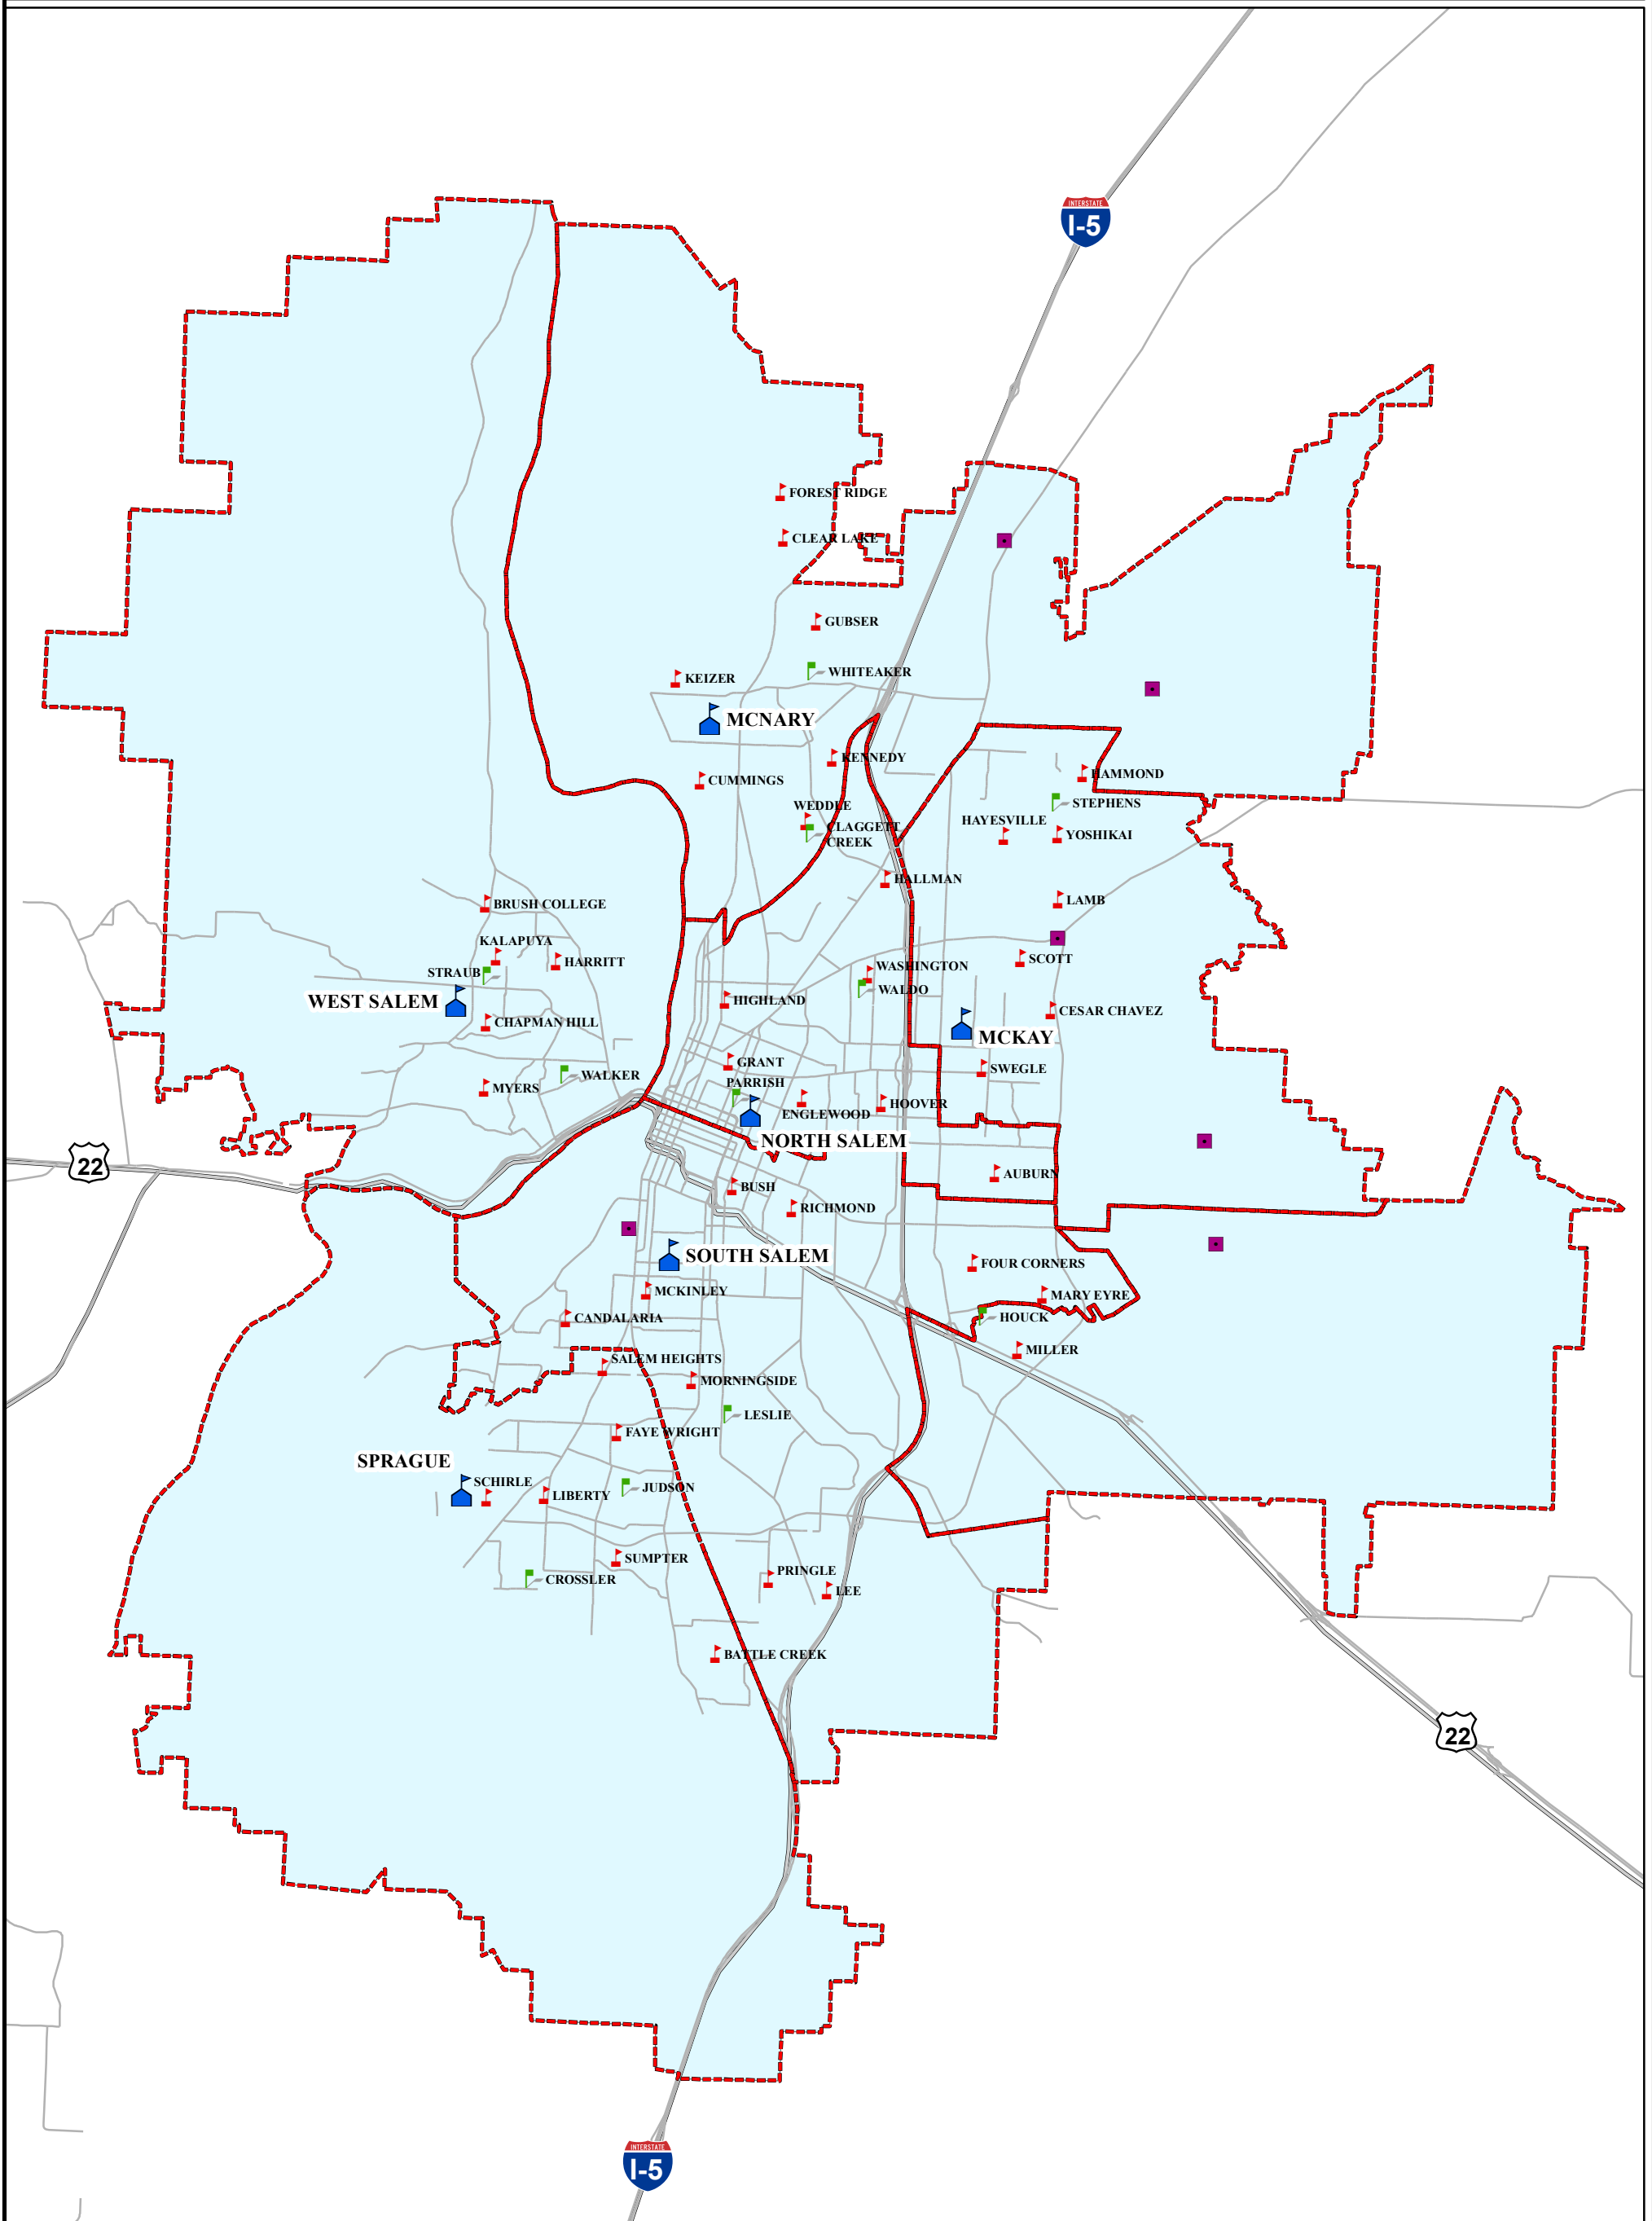 INTERSTATE
I-5
FOREST RIDGE
CLEAR LAKE
GUBSER
WHITEAKER
KEIZER
MCNARY
KENNEDY
HAMMOND
CUMMINGS
STEPHENS
WEDDLE
HAYESVILLE
CLAGGETT
CREEK
YOSHIKAI
HALLMAN
LAMB
BRUSH COLLEGE
KALAPUYA
HARRITT
SCOTT
WASHINGTON
STRAUB
WALDO
WEST SALEM
HIGHLAND
CESAR CHAVEZ
CHAPMAN HILL
MCKAY
GRANT
SWEGLE
WALKER
PARRISH
MYERS
HOOVER
ENGLEWOOD
NORTH SALEM
22
AUBURN
BUSH
RICHMOND
SOUTH SALEM
FOUR CORNERS
MCKINLEY
MARY EYRE
CANDALARIA
HOUCK
MILLER
SALEM HEIGHTS
MORNINGSIDE
LESLIE
FAYE WRIGHT
SPRAGUE
SCHIRLE
JUDSON
LIBERTY
SUMPTER
PRINGLE
CROSSLER
LEE
BATTLE CREEK
22
INTERSTATE
I-5